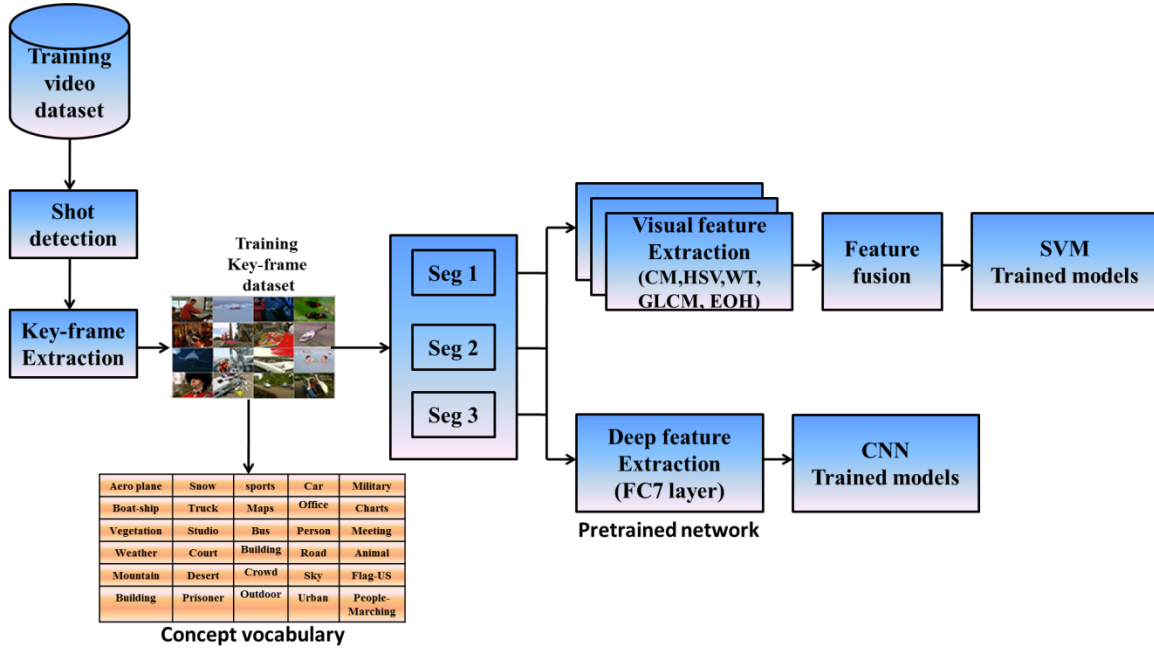 Training
video
dataset
Shot
detection
Key-frame
Extraction
Training
Key-frame
dataset
Seg 1
Seg 2
Seg 3
Visual feature
Extraction
(CM,HSV,WT,
GLCM, EOH)
Feature
fusion
SVM
Trained models
Deep feature
Extraction
(FC7 layer)
Pretrained network
CNN
Trained models
Aero plane Snow sports Car Military
Boat-ship Truck Maps Office Charts
Vegetation Studio Bus Person Meeting
Weather Court Building Road Animal
Mountain Desert Crowd Sky Flag-US
Building Prisoner Outdoor Urban People-
Marching
Concept vocabulary